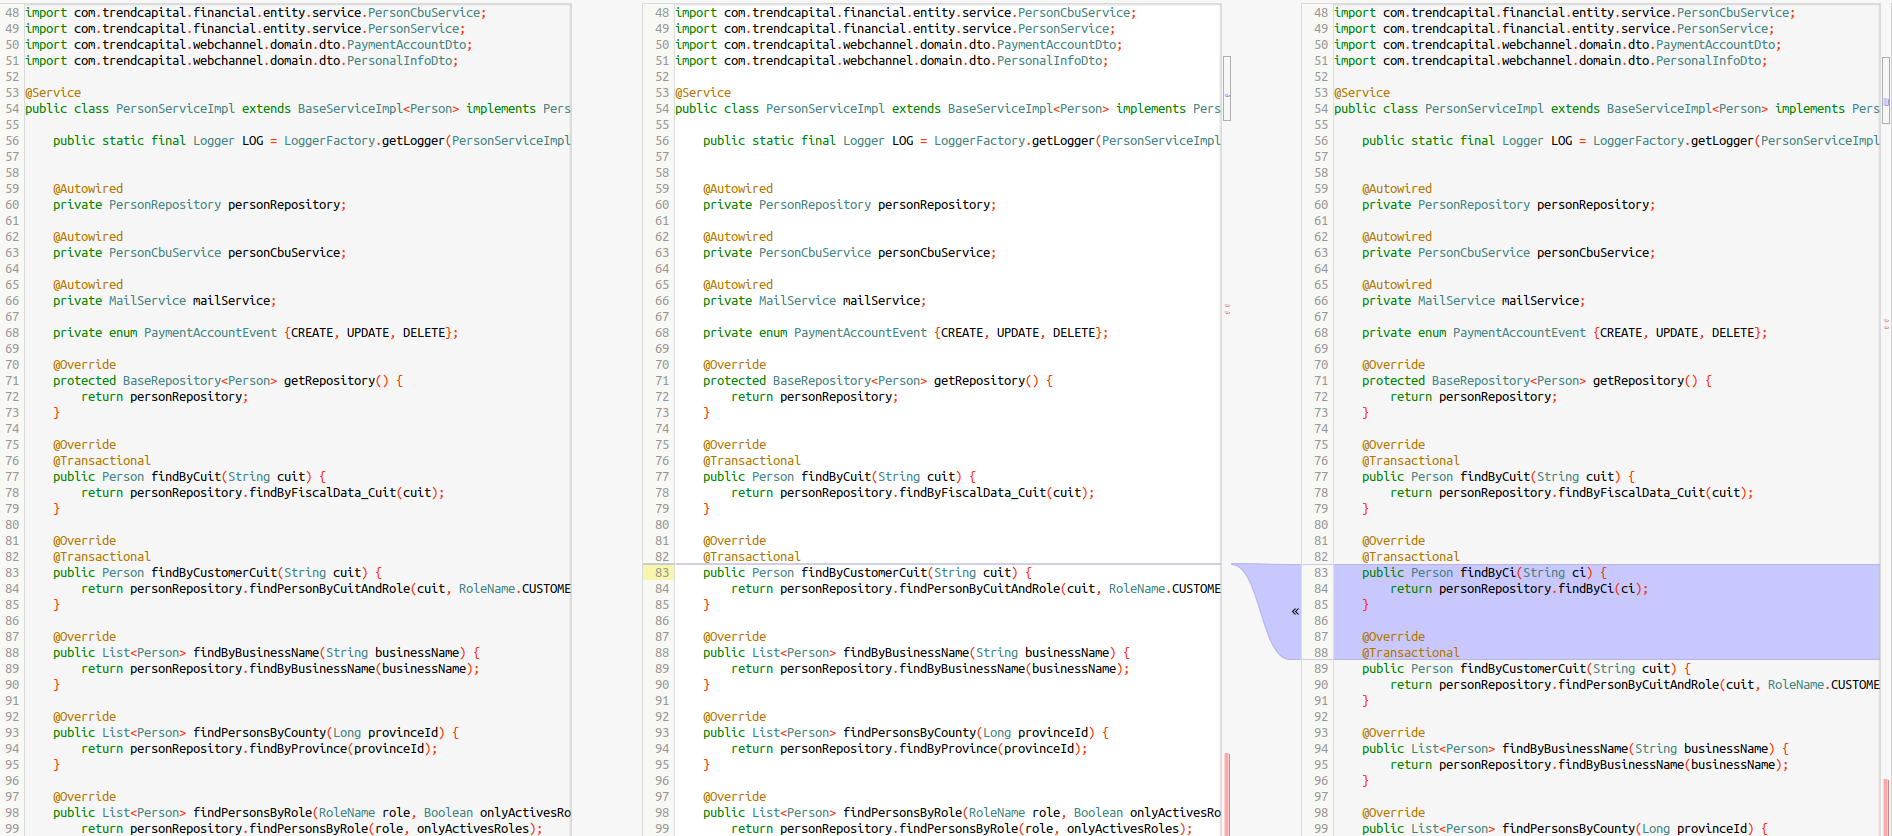 48 import com.trendcapital.financial.entity.service.PersonCbuService;
49 import com.trendcapital.financial.entity.service.PersonService;
50 import com.trendcapital.webchannel.domain.dto.PaymentAccountDto;
51 import com.trendcapital.webchannel.domain.dto.PersonalInfoDto;
52
53 @Service
54 public class PersonServiceImpl extends BaseServiceImpl<Person> implements Pers
55
56     public static final Logger LOG = LoggerFactory.getLogger(PersonServiceImpl
57
58
59     @Autowired
60     private PersonRepository personRepository;
61
62     @Autowired
63     private PersonCbuService personCbuService;
64
65     @Autowired
66     private MailService mailService;
67
68     private enum PaymentAccountEvent {CREATE, UPDATE, DELETE};
69
70     @Override
71     protected BaseRepository<Person> getRepository() {
72         return personRepository;
73     }
74
75     @Override
76     @Transactional
77     public Person findByCuit(String cuit) {
78         return personRepository.findByFiscalData_Cuit(cuit);
79     }
80
81     @Override
82     @Transactional
83     public Person findByCustomerCuit(String cuit) {
84         return personRepository.findPersonByCuitAndRole(cuit, RoleName.CUSTOME
85     }
86
87     @Override
88     public List<Person> findByBusinessName(String businessName) {
89         return personRepository.findByBusinessName(businessName);
90     }
91
92     @Override
93     public List<Person> findPersonsByCounty(Long provinceId) {
94         return personRepository.findByProvince(provinceId);
95     }
96
97     @Override
98     public List<Person> findPersonsByRole(RoleName role, Boolean onlyActivesRo
99         return personRepository.findPersonsByRole(role, onlyActivesRoles);
48 import com.trendcapital.financial.entity.service.PersonCbuService;
49 import com.trendcapital.financial.entity.service.PersonService;
50 import com.trendcapital.webchannel.domain.dto.PaymentAccountDto;
51 import com.trendcapital.webchannel.domain.dto.PersonalInfoDto;
52
53 @Service
54 public class PersonServiceImpl extends BaseServiceImpl<Person> implements Pers
55
56     public static final Logger LOG = LoggerFactory.getLogger(PersonServiceImpl
57
58
59     @Autowired
60     private PersonRepository personRepository;
61
62     @Autowired
63     private PersonCbuService personCbuService;
64
65     @Autowired
66     private MailService mailService;
67
68     private enum PaymentAccountEvent {CREATE, UPDATE, DELETE};
69
70     @Override
71     protected BaseRepository<Person> getRepository() {
72         return personRepository;
73     }
74
75     @Override
76     @Transactional
77     public Person findByCuit(String cuit) {
78         return personRepository.findByFiscalData_Cuit(cuit);
79     }
80
81     @Override
82     @Transactional
83     public Person findByCustomerCuit(String cuit) {
84         return personRepository.findPersonByCuitAndRole(cuit, RoleName.CUSTOME
85     }
86
87     @Override
88     public List<Person> findByBusinessName(String businessName) {
89         return personRepository.findByBusinessName(businessName);
90     }
91
92     @Override
93     public List<Person> findPersonsByCounty(Long provinceId) {
94         return personRepository.findByProvince(provinceId);
95     }
96
97     @Override
98     public List<Person> findPersonsByRole(RoleName role, Boolean onlyActivesRo
99         return personRepository.findPersonsByRole(role, onlyActivesRoles);
«
48 import com.trendcapital.financial.entity.service.PersonCbuService;
49 import com.trendcapital.financial.entity.service.PersonService;
50 import com.trendcapital.webchannel.domain.dto.PaymentAccountDto;
51 import com.trendcapital.webchannel.domain.dto.PersonalInfoDto;
52
53 @Service
54 public class PersonServiceImpl extends BaseServiceImpl<Person> implements Pers
55
56     public static final Logger LOG = LoggerFactory.getLogger(PersonServiceImpl
57
58
59     @Autowired
60     private PersonRepository personRepository;
61
62     @Autowired
63     private PersonCbuService personCbuService;
64
65     @Autowired
66     private MailService mailService;
67
68     private enum PaymentAccountEvent {CREATE, UPDATE, DELETE};
69
70     @Override
71     protected BaseRepository<Person> getRepository() {
72         return personRepository;
73     }
74
75     @Override
76     @Transactional
77     public Person findByCuit(String cuit) {
78         return personRepository.findByFiscalData_Cuit(cuit);
79     }
80
81     @Override
82     @Transactional
83     public Person findByCi(String ci) {
84         return personRepository.findByCi(ci);
85     }
86
87     @Override
88     @Transactional
89     public Person findByCustomerCuit(String cuit) {
90         return personRepository.findPersonByCuitAndRole(cuit, RoleName.CUSTOME
91     }
92
93     @Override
94     public List<Person> findByBusinessName(String businessName) {
95         return personRepository.findByBusinessName(businessName);
96     }
97
98     @Override
99     public List<Person> findPersonsByCounty(Long provinceId) {